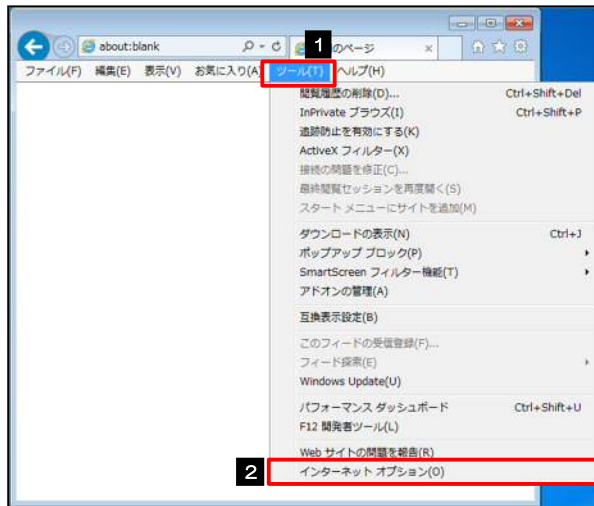 about:blank
1
のページ
ファイル(F) 編集(E) 表示(V) お気に入り(A) ツール(T) ヘルプ(H)
閲覧履歴の削除(D)... Ctrl+Shift+Del
InPrivate ブラウズ(I) Ctrl+Shift+P
追跡防止を有効にする(K)
ActiveX フィルター(X)
接続の問題を修正(C)...
最終閲覧セッションを再度開く(S)
スタート メニューにサイトを追加(M)
ダウンロードの表示(N) Ctrl+J
ポップアップ ブロック(P)
SmartScreen フィルター機能(T)
アドオンの管理(A)
互換表示設定(B)
このフィードの受信登録(F)...
フィード探索(E)
Windows Update(U)
パフォーマンス ダッシュボード Ctrl+Shift+U
F12 開発者ツール(L)
Web サイトの問題を報告(R)
2 インターネット オプション(O)